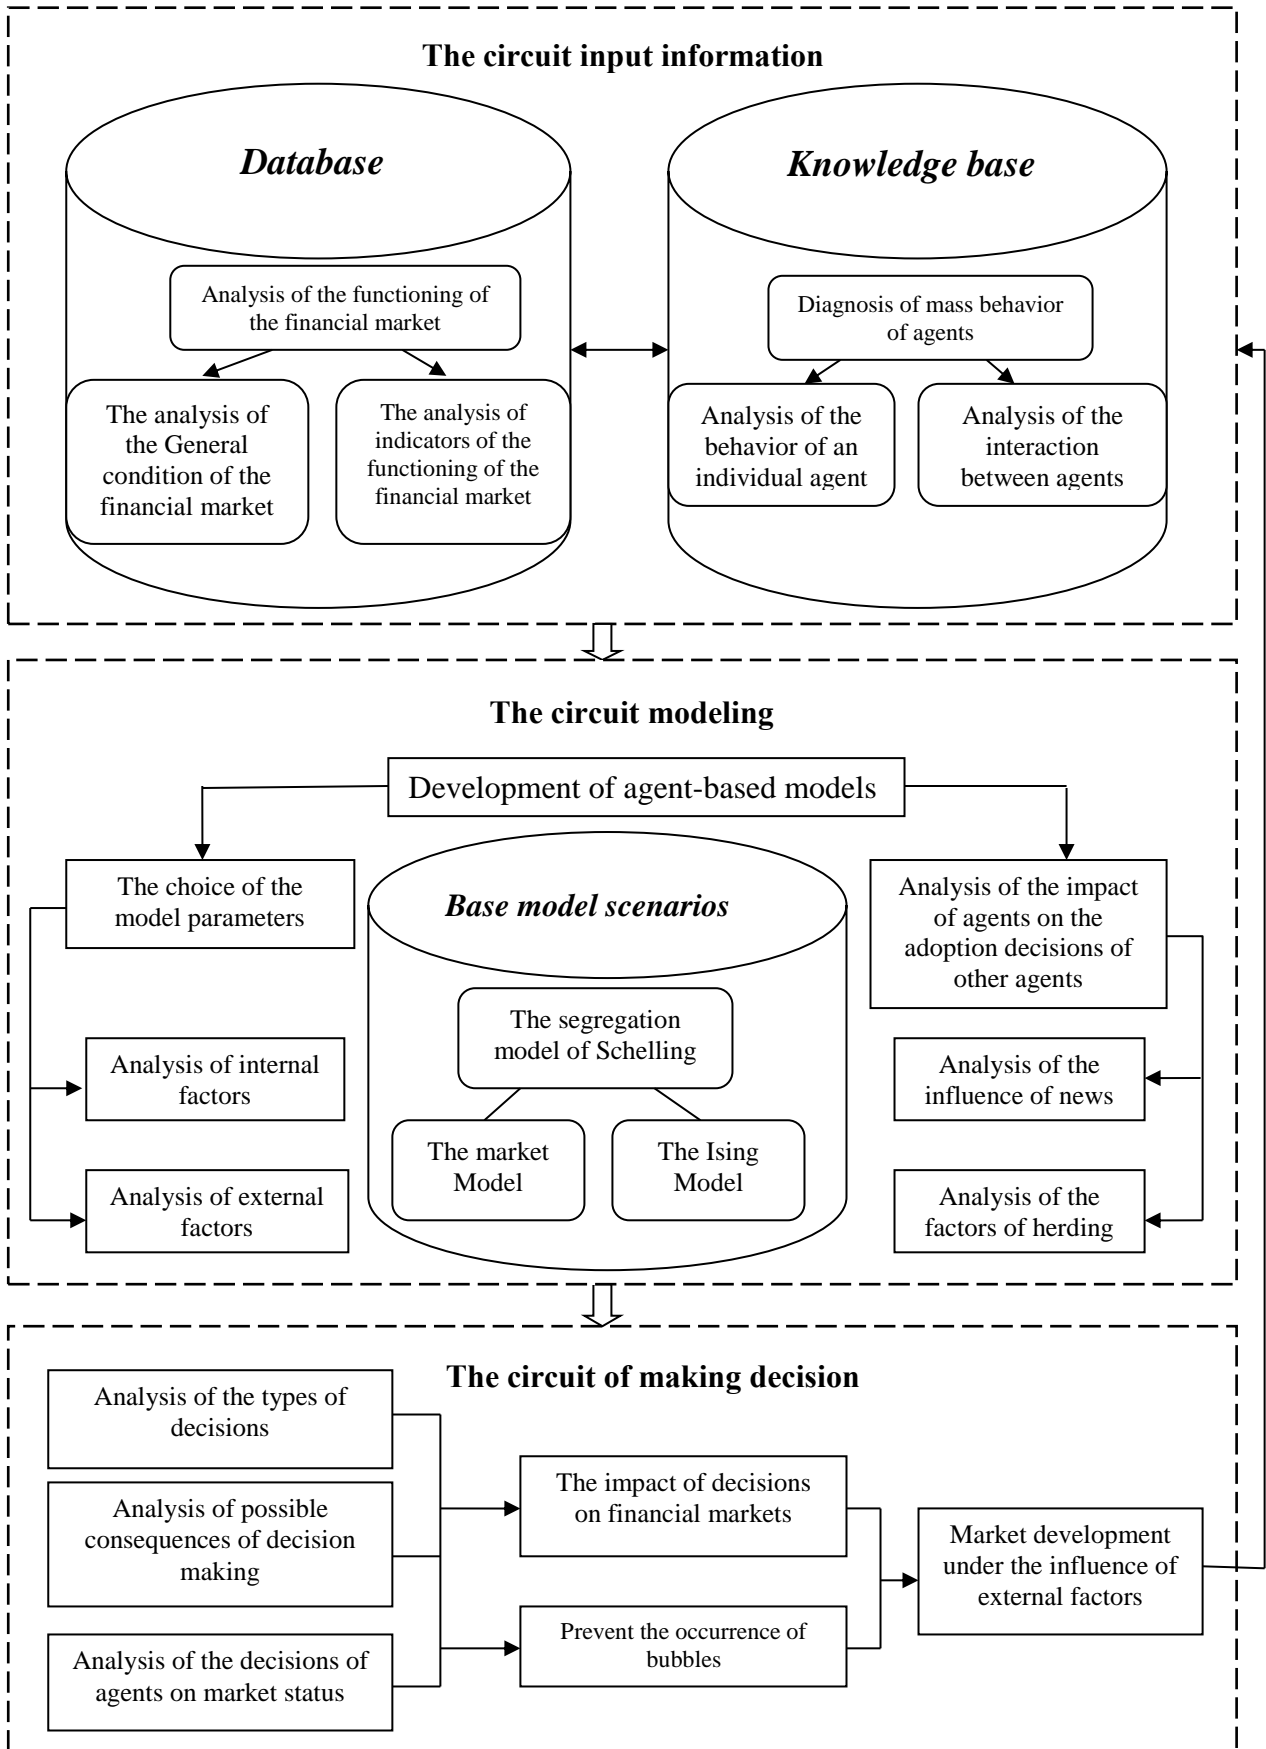 The circuit input information
Database
Knowledge base
Analysis of the functioning of
the financial market
Diagnosis of mass behavior
of agents
The analysis of
the General
condition of the
financial market
The analysis of
indicators of the
functioning of the
financial market
Analysis of the
behavior of an
individual agent
Analysis of the
interaction
between agents
The circuit modeling
Development of agent-based models
The choice of the
model parameters
Base model scenarios
Analysis of the impact
of agents on the
adoption decisions of
other agents
The segregation
model of Schelling
Analysis of internal
factors
Analysis of the
influence of news
The market
Model
The Ising
Model
Analysis of external
factors
Analysis of the
factors of herding
The circuit of making decision
Analysis of the types of
decisions
Analysis of possible
consequences of decision
making
Analysis of the decisions of
agents on market status
The impact of decisions
on financial markets
Prevent the occurrence of
bubbles
Market development
under the influence of
external factors